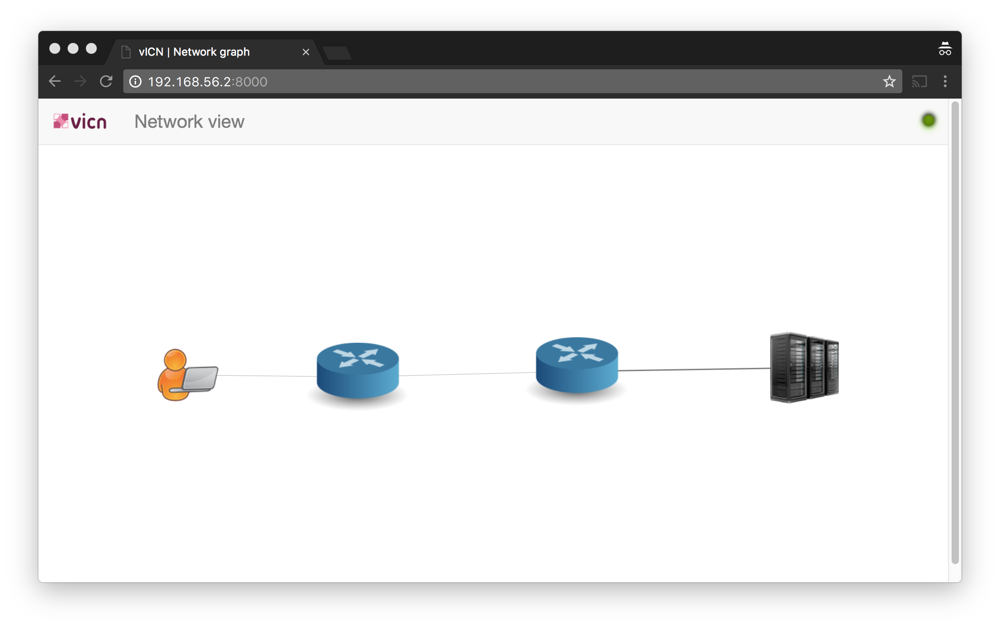 vICN | Network graph
192.168.56.2:8000
vicn Network view